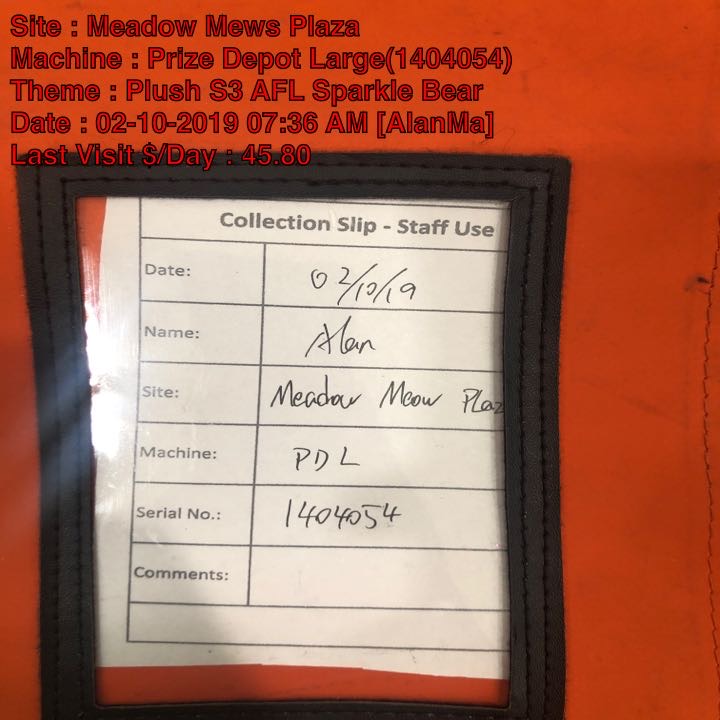 Site : Meadow Mews Plaza
Machine : Prize Depot Large(1404054)
Theme : Plush S3 AFL Sparkle Bear
Date : 02-10-2019 07:36 AM [AlanMa]
Last Visit $/Day : 45.80
Collection Slip - Staff Use
Date: 02/10/19
Name: Alan
Site: Meadow Meow Plaz
Machine: PDL
Serial No.: 1404054
Comments: